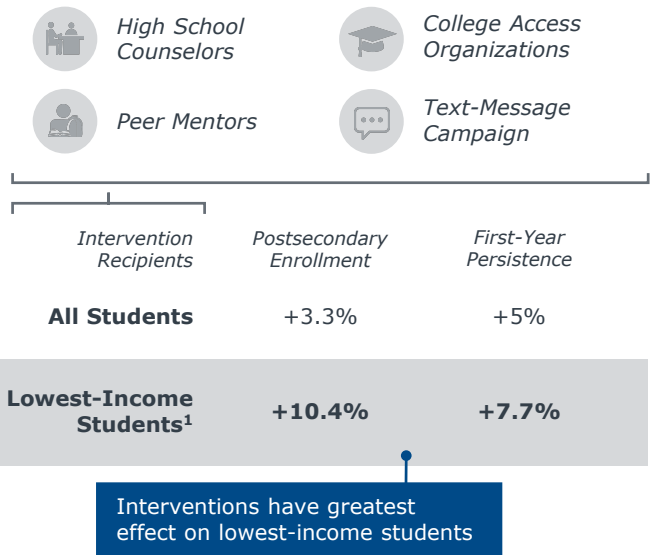 High School
Counselors
College Access
Organizations
Peer Mentors
Text-Message
Campaign
Intervention
Recipients
Postsecondary
Enrollment
First-Year
Persistence
All Students
+3.3%
+5%
Lowest-Income
Students1
+10.4%
+7.7%
Interventions have greatest
effect on lowest-income students